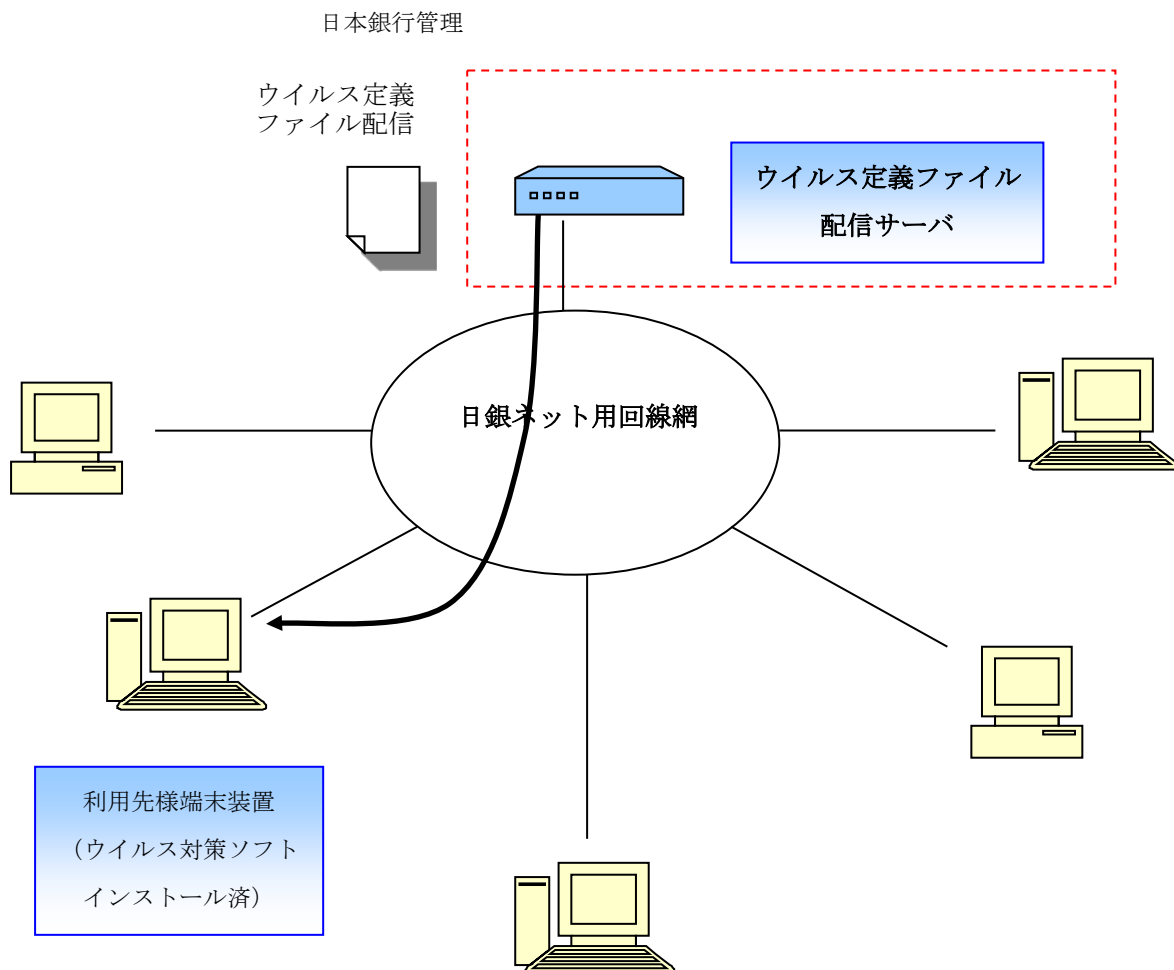 日本銀行管理
ウイルス定義
ファイル配信
ウイルス定義ファイル
配信サーバ
日銀ネット用回線網
利用先様端末装置
（ウイルス対策ソフト
インストール済）